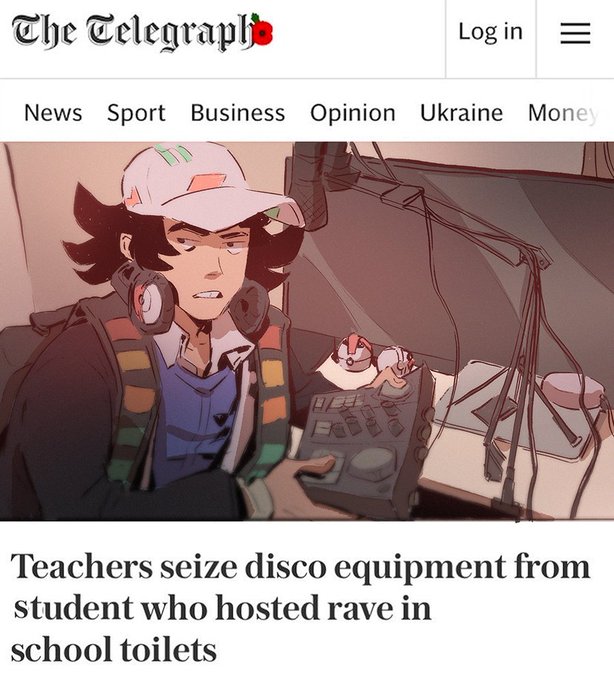 The Telegraph
Log in
News Sport Business Opinion Ukraine Money
Teachers seize disco equipment from
student who hosted rave in
school toilets